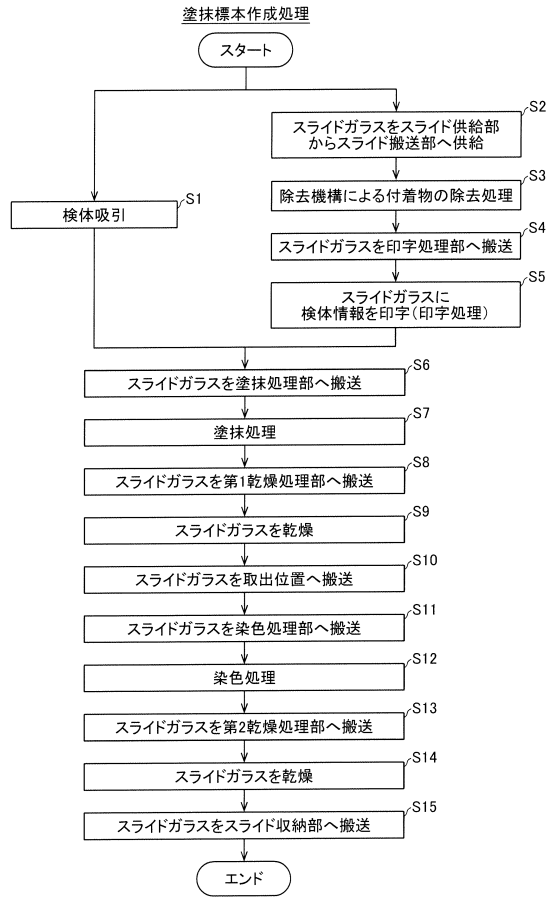 塗抹標本作成処理
スタート
S1
検体吸引
S2
スライドガラスをスライド供給部
からスライド搬送部へ供給
S3
除去機構による付着物の除去処理
S4
スライドガラスを印字処理部へ搬送
S5
スライドガラスに
検体情報を印字(印字処理)
S6
スライドガラスを塗抹処理部へ搬送
S7
塗抹処理
S8
スライドガラスを第1乾燥処理部へ搬送
S9
スライドガラスを乾燥
S10
スライドガラスを取出位置へ搬送
S11
スライドガラスを染色処理部へ搬送
S12
染色処理
S13
スライドガラスを第2乾燥処理部へ搬送
S14
スライドガラスを乾燥
S15
スライドガラスをスライド収納部へ搬送
エンド